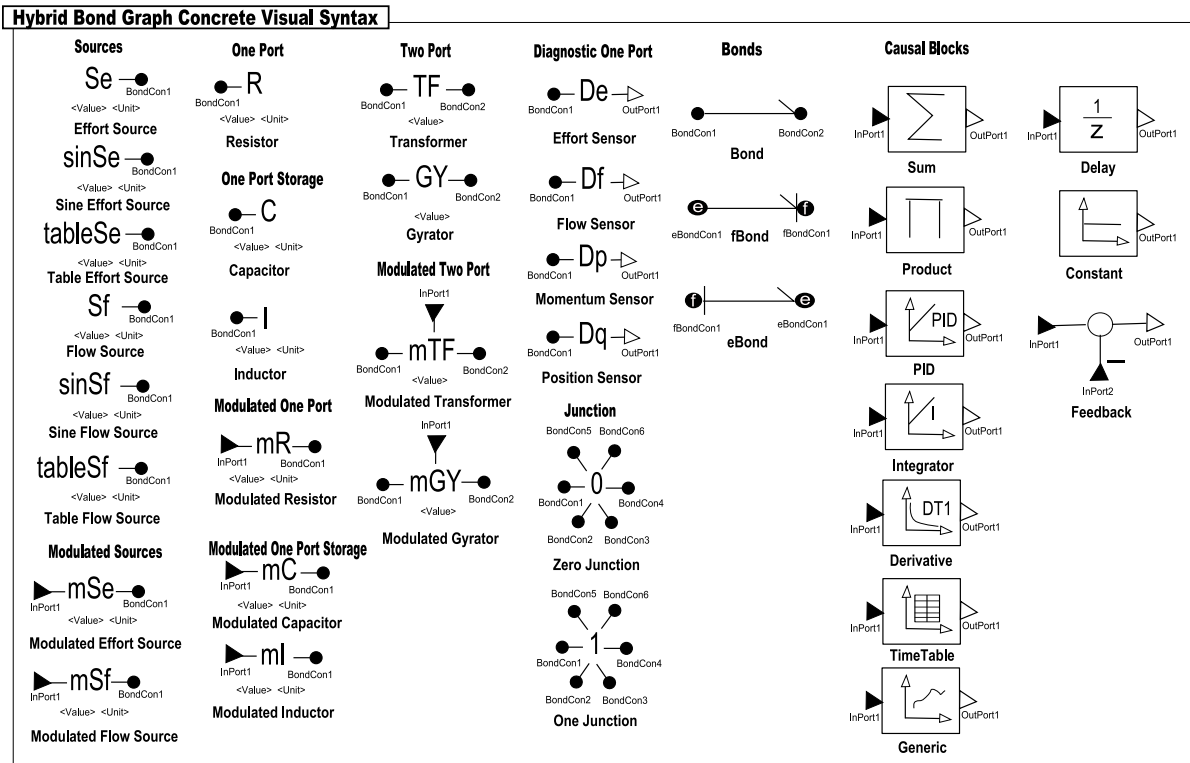 Hybrid Bond Graph Concrete Visual Syntax
Sources
Se
BondCon1
<Value> <Unit>
Effort Source
sinSe
BondCon1
<Value> <Unit>
Sine Effort Source
tableSe
BondCon1
<Value> <Unit>
Table Effort Source
Sf
BondCon1
<Value> <Unit>
Flow Source
sinSf
BondCon1
<Value> <Unit>
Sine Flow Source
tableSf
BondCon1
<Value> <Unit>
Table Flow Source
Modulated Sources
mSe
InPort1
BondCon1
<Value> <Unit>
Modulated Effort Source
mSf
InPort1
BondCon1
<Value> <Unit>
Modulated Flow Source
One Port
R
BondCon1
<Value> <Unit>
Resistor
One Port Storage
C
BondCon1
<Value> <Unit>
Capacitor
I
BondCon1
<Value> <Unit>
Inductor
Modulated One Port
mR
InPort1
BondCon1
<Value> <Unit>
Modulated Resistor
Modulated One Port Storage
mC
InPort1
BondCon1
<Value> <Unit>
Modulated Capacitor
mI
InPort1
BondCon1
<Value> <Unit>
Modulated Inductor
Two Port
TF
BondCon1
BondCon2
<Value>
Transformer
GY
BondCon1
BondCon2
<Value>
Gyrator
Modulated Two Port
InPort1
mTF
BondCon1
BondCon2
<Value>
Modulated Transformer
InPort1
mGY
BondCon1
BondCon2
<Value>
Modulated Gyrator
Diagnostic One Port
De
BondCon1
OutPort1
Effort Sensor
Df
BondCon1
OutPort1
Flow Sensor
Dp
BondCon1
OutPort1
Momentum Sensor
Dq
BondCon1
OutPort1
Position Sensor
Junction
BondCon5 BondCon6
0
BondCon1
BondCon4
BondCon2
BondCon3
Zero Junction
BondCon5 BondCon6
1
BondCon1
BondCon4
BondCon2
BondCon3
One Junction
Bonds
BondCon1
BondCon2
Bond
e
f
eBondCon1
fBondCon1
fBond
f
e
fBondCon1
eBondCon1
eBond
Causal Blocks
InPort1
OutPort1
Sum
InPort1
OutPort1
Product
PID
InPort1
OutPort1
PID
I
InPort1
OutPort1
Integrator
DT1
InPort1
OutPort1
Derivative
InPort1
OutPort1
TimeTable
InPort1
OutPort1
Generic
1
z
InPort1
OutPort1
Delay
OutPort1
Constant
InPort1
OutPort1
InPort2
Feedback